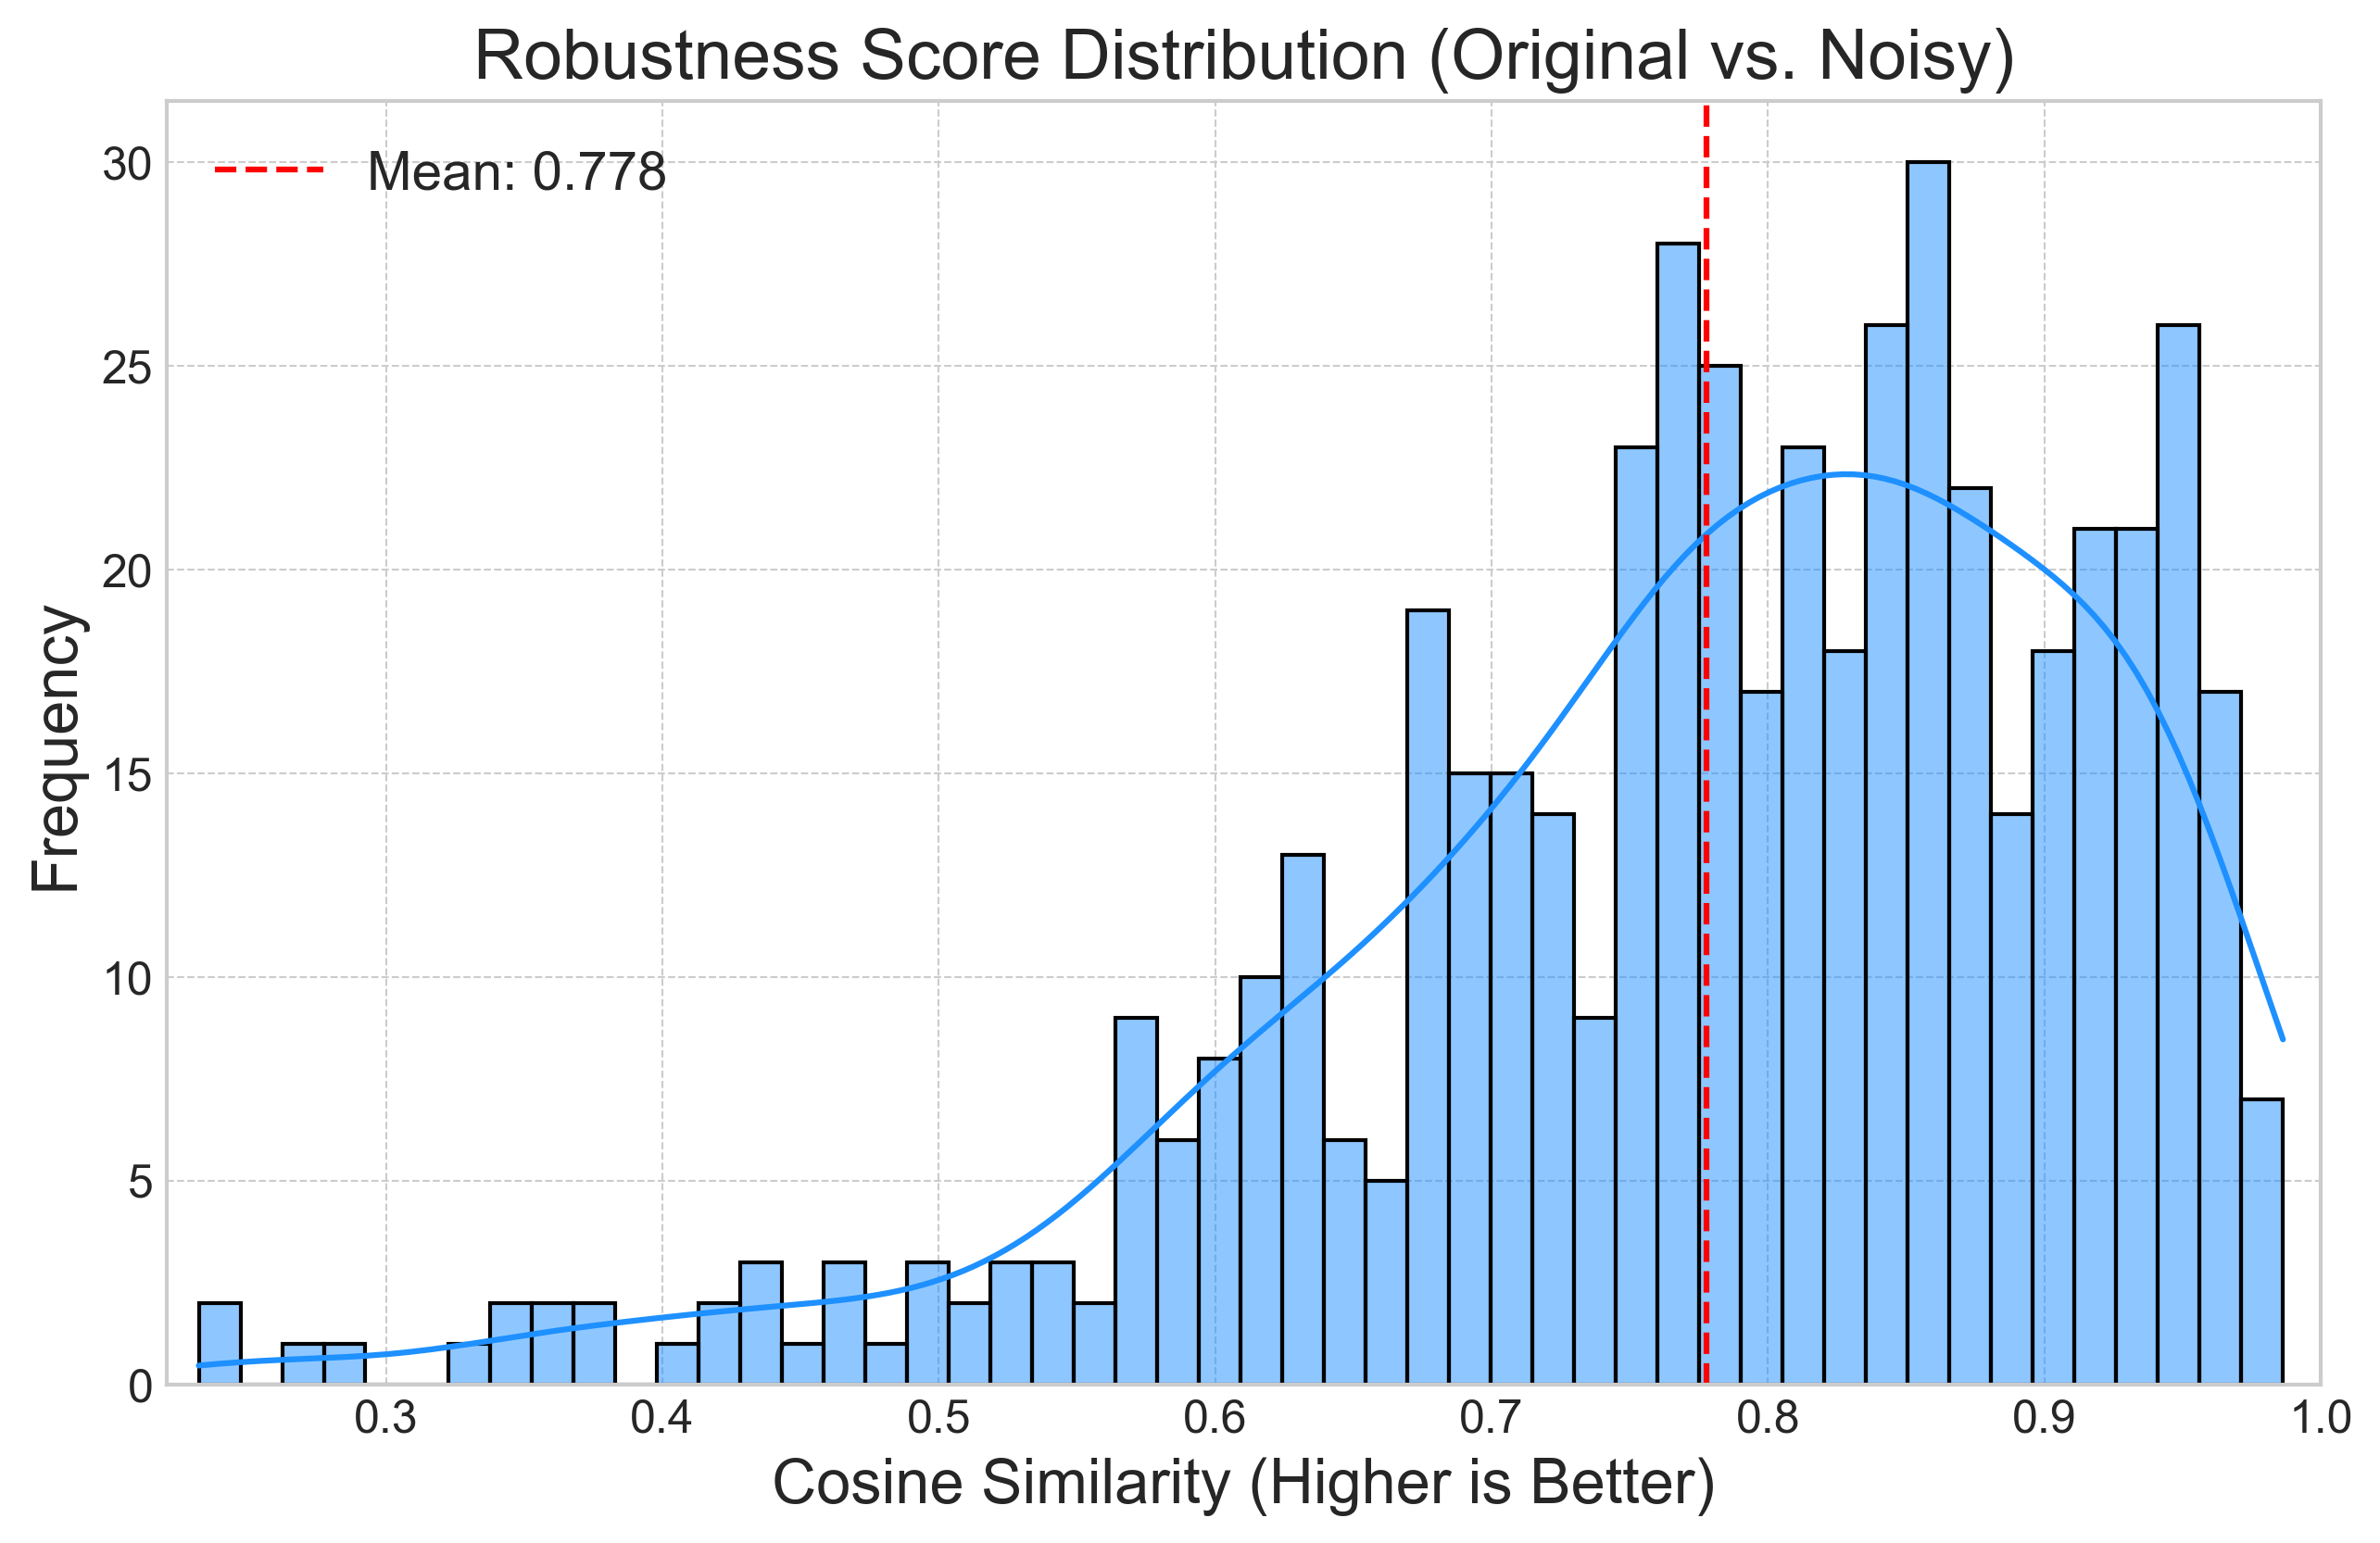 Robustness Score Distribution (Original vs. Noisy)
Mean: 0.778
30
25
20
15
10
5
0
Frequency
0.3 0.4 0.5 0.6 0.7 0.8 0.9 1.0
Cosine Similarity (Higher is Better)